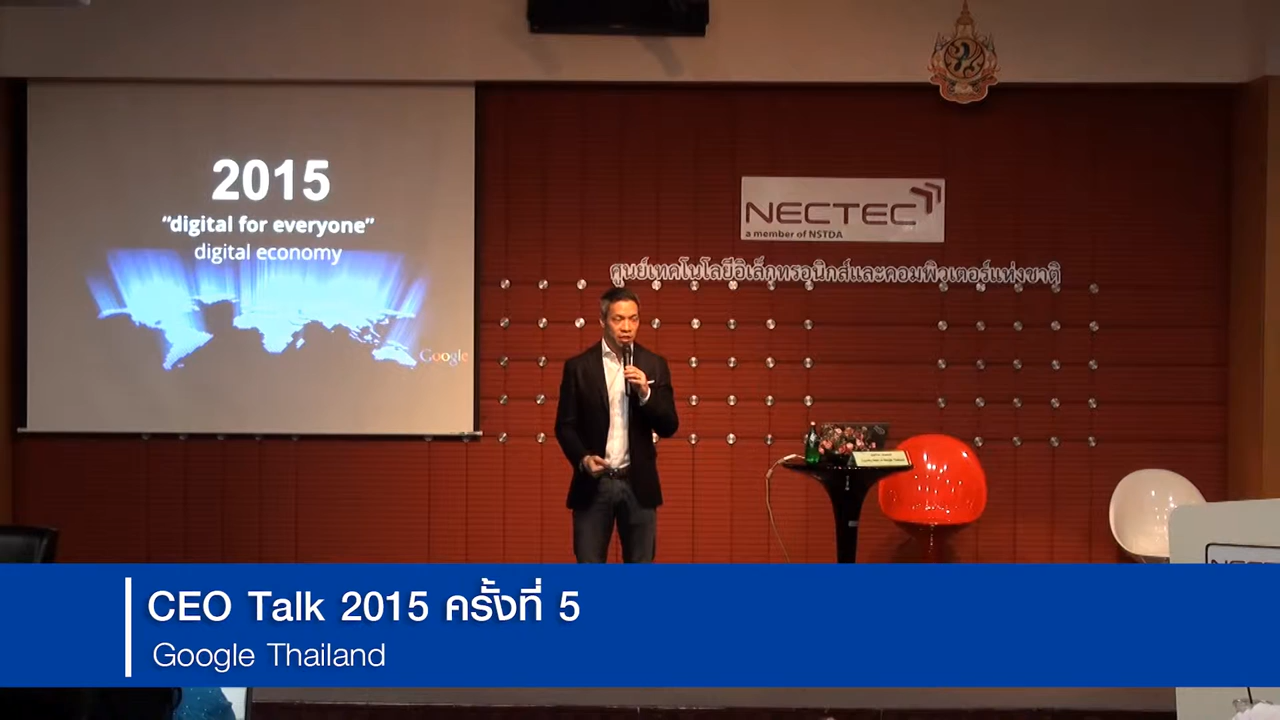 2015
“digital for everyone”
digital economy
Google
NECTEC
a member of NSTDA
ศูนย์เทคโนโลยีอิเล็กทรอนิกส์และคอมพิวเตอร์แห่งชาติ
CEO Talk 2015 ครั้งที่ 5
Google Thailand